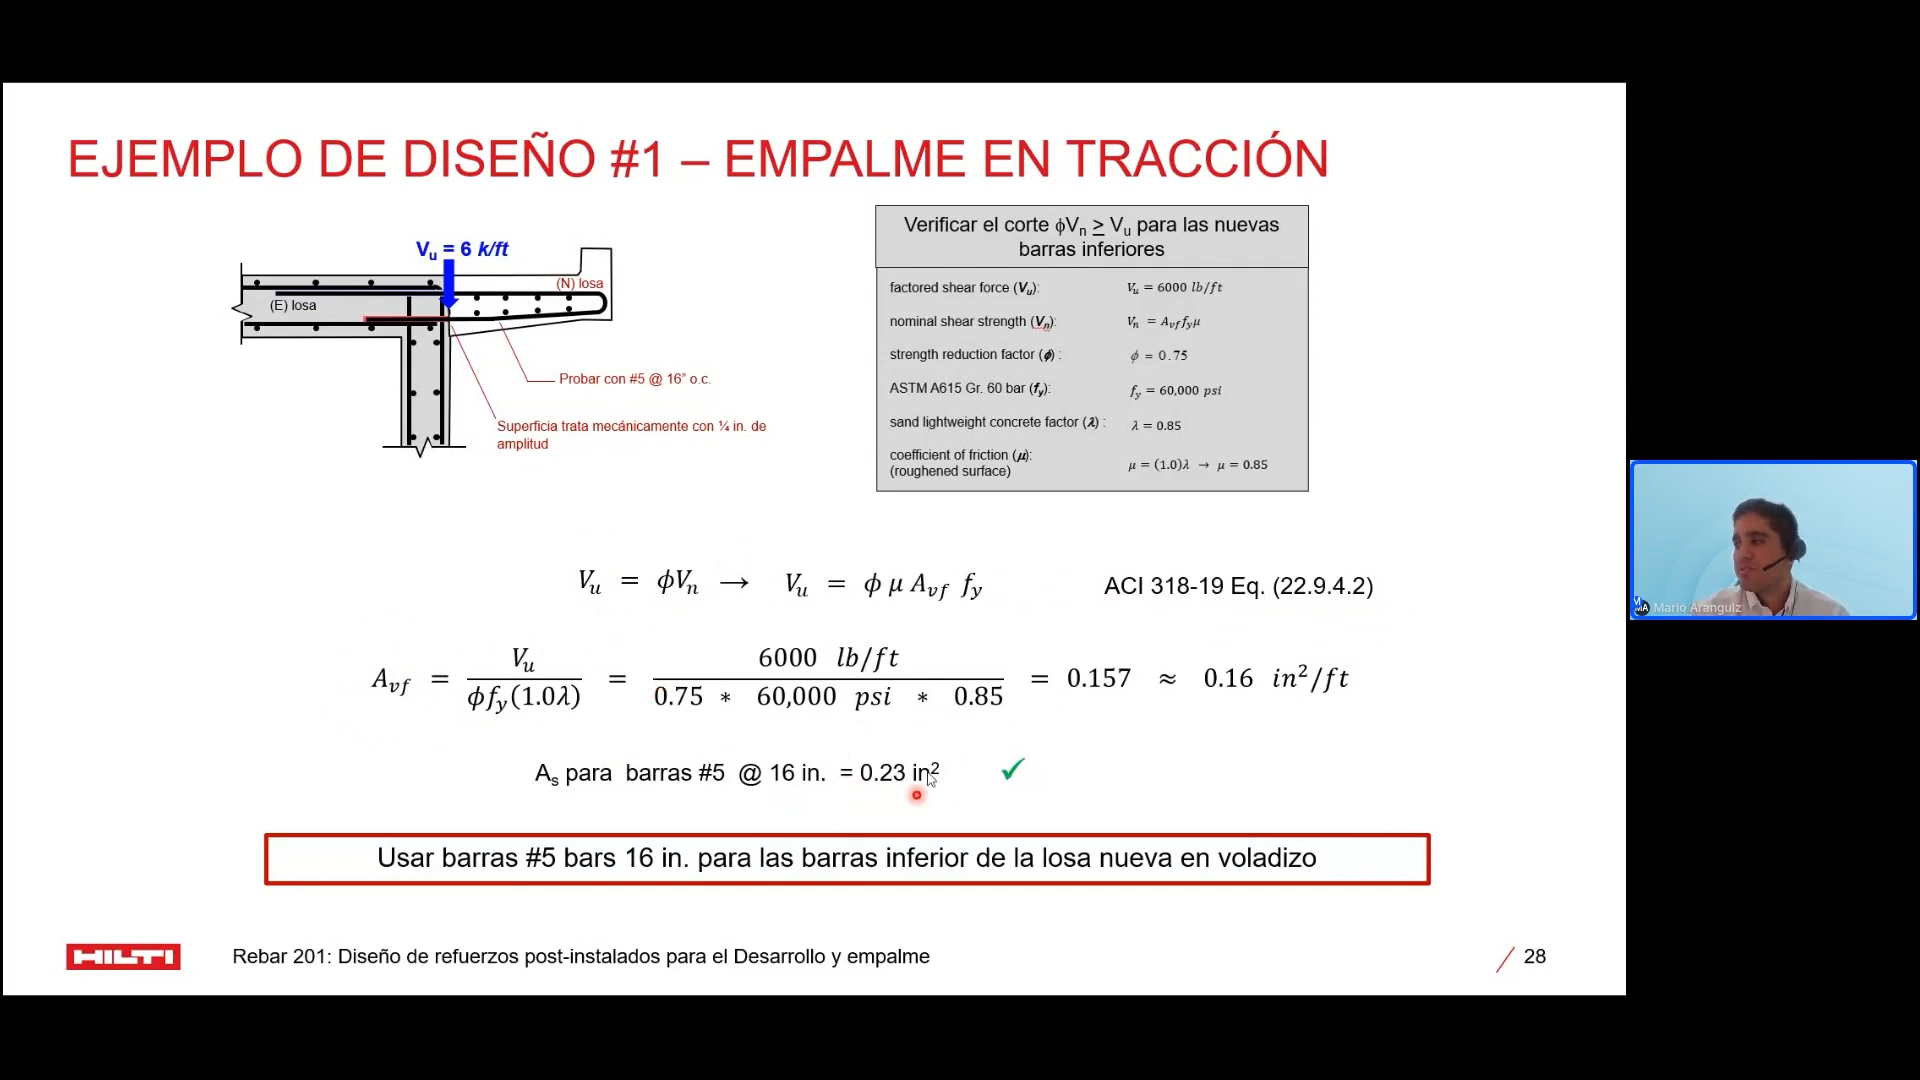 EJEMPLO DE DISEÑO #1 – EMPALME EN TRACCIÓN
Vu = 6 k/ft
(N) losa
(E) losa
Probar con #5 @ 16" o.c.
Superficia trata mecánicamente con ¼ in. de
amplitud
Verificar el corte ϕVn ≥ Vu para las nuevas
barras inferiores
factored shear force (Vu): Vu = 6000 lb/ft
nominal shear strength (Vn): Vn = Avf fy μ
strength reduction factor (ϕ) : ϕ = 0.75
ASTM A615 Gr. 60 bar (fy): fy = 60,000 psi
sand lightweight concrete factor (λ) : λ = 0.85
coefficient of friction (μ): μ = (1.0)λ → μ = 0.85
(roughened surface)
Vu = ϕVn → Vu = ϕ μ Avf fy ACI 318-19 Eq. (22.9.4.2)
Avf = Vu / ϕfy(1.0λ) = 6000 lb/ft / 0.75 * 60,000 psi * 0.85 = 0.157 ≈ 0.16 in²/ft
As para barras #5 @ 16 in. = 0.23 in² ✓
Usar barras #5 bars 16 in. para las barras inferior de la losa nueva en voladizo
HILTI
Rebar 201: Diseño de refuerzos post-instalados para el Desarrollo y empalme
28
MA
Mario Aranguiz